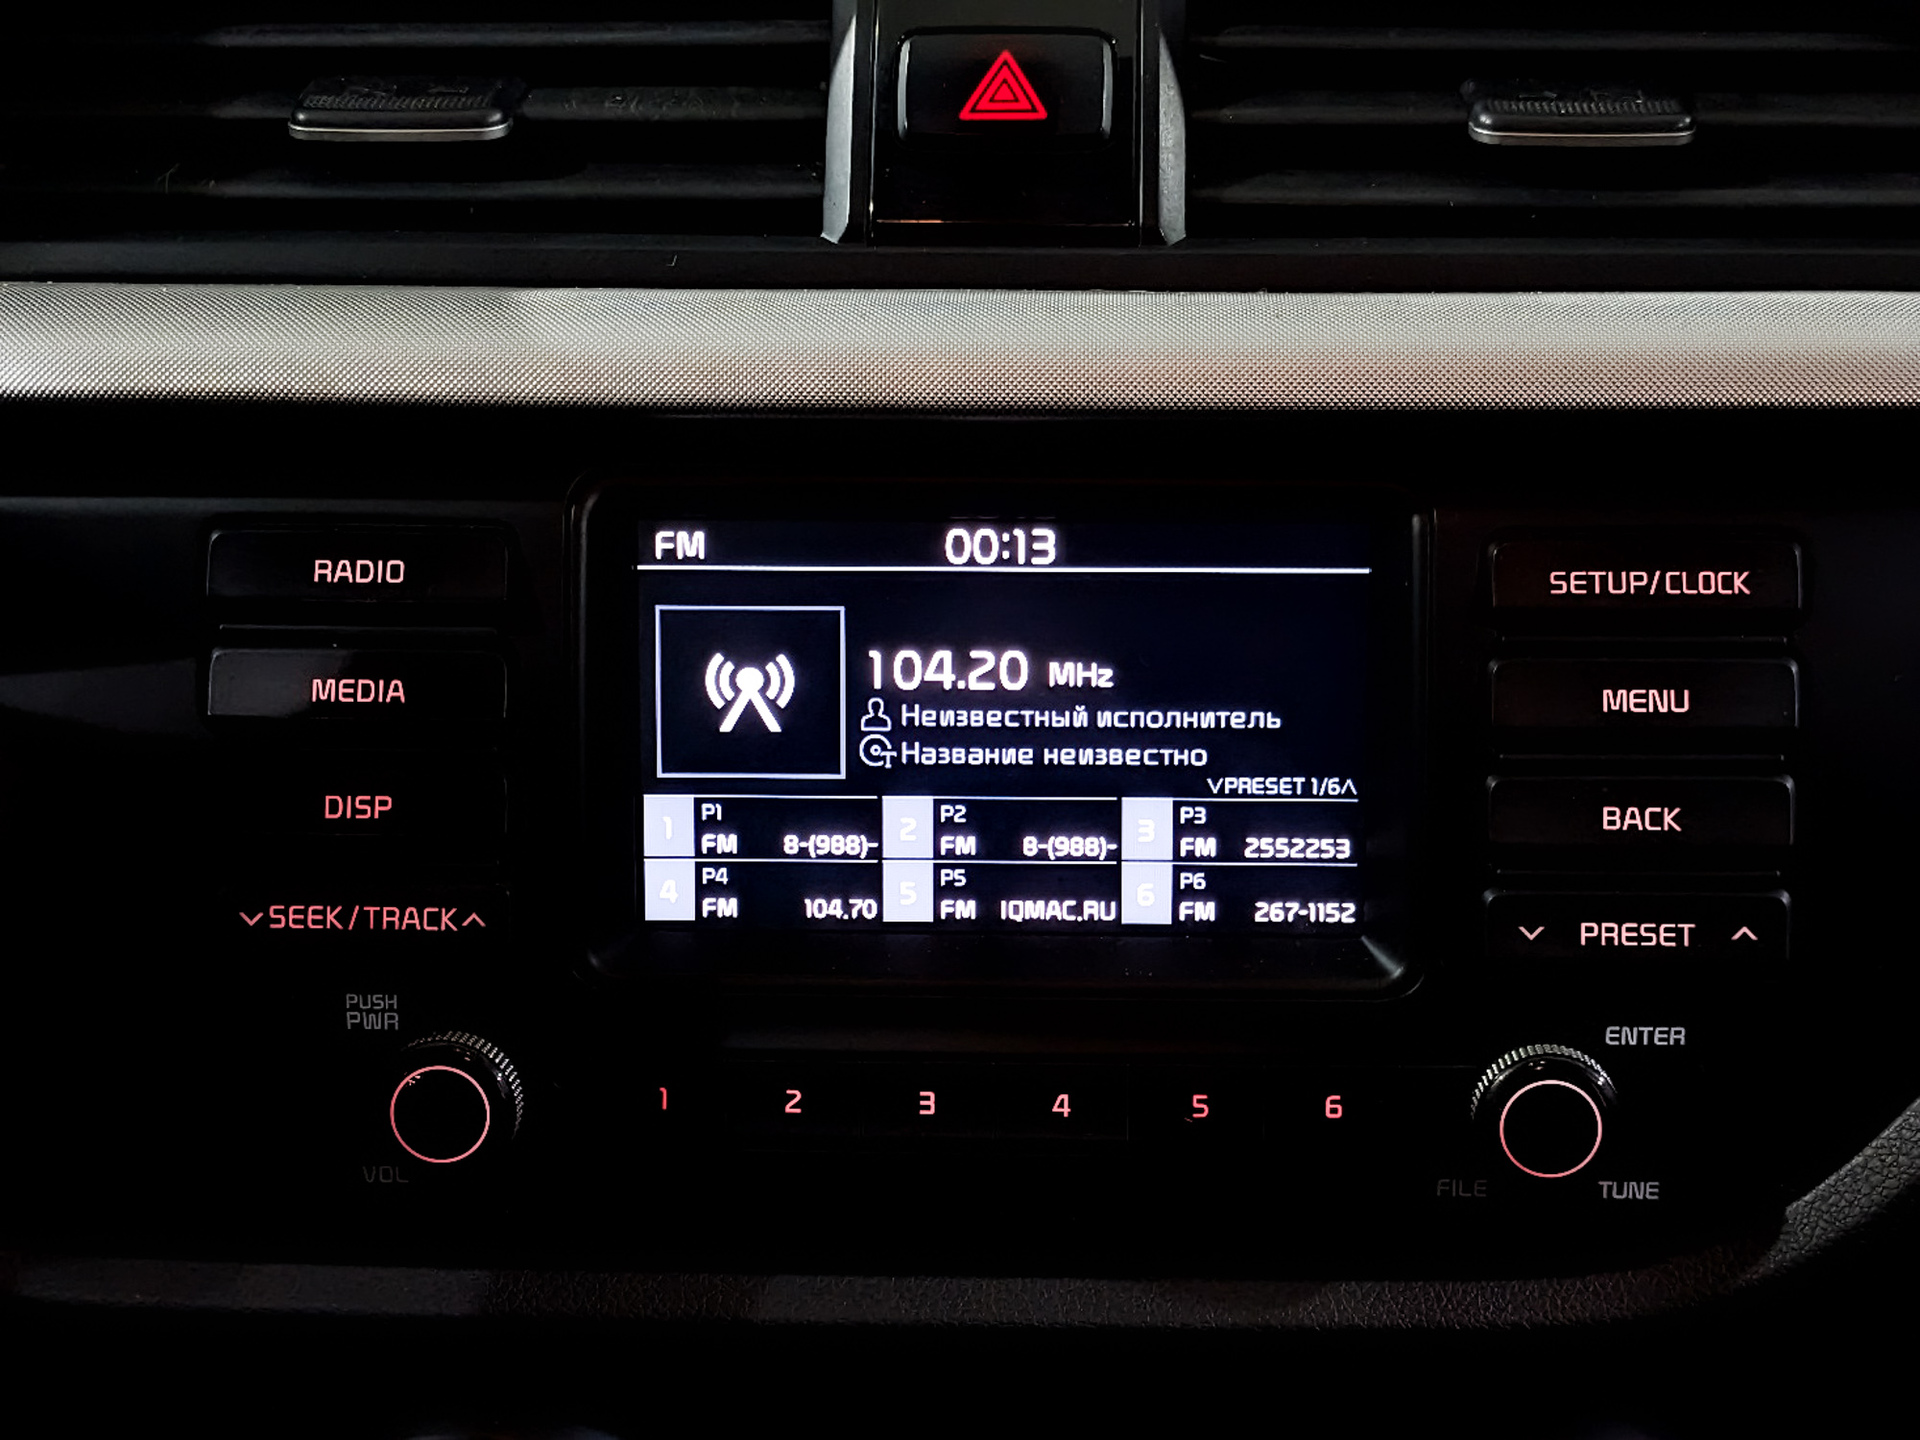 FM 00:13
RADIO
SETUP/CLOCK
104.20 MHz
MEDIA
MENU
Неизвестный исполнитель
Название неизвестно
PRESET 1/6
DISP
BACK
1 P1 2 P2 3 P3
FM 8-(988)- FM 8-(988)- FM 2552253
4 P4 5 P5 6 P6
FM 104.70 FM IQMAC.RU FM 267-1152
SEEK/TRACK
PRESET
PUSH
PWR
ENTER
1 2 3 4 5 6
VOL
FILE
TUNE